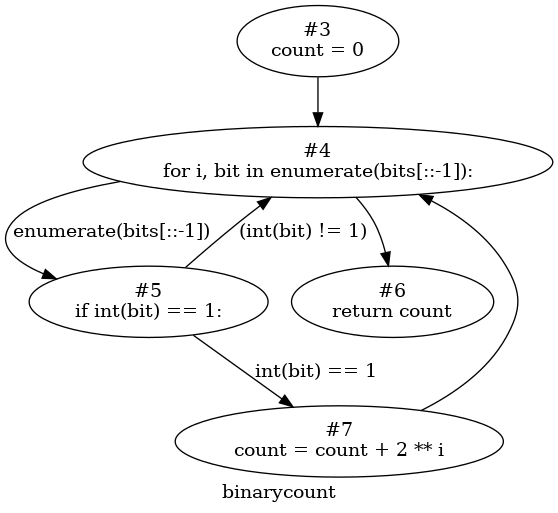 #3
count = 0
#4
for i, bit in enumerate(bits[::-1]):
enumerate(bits[::-1])
(int(bit) != 1)
#5
if int(bit) == 1:
#6
return count
int(bit) == 1
#7
count = count + 2 ** i
binarycount